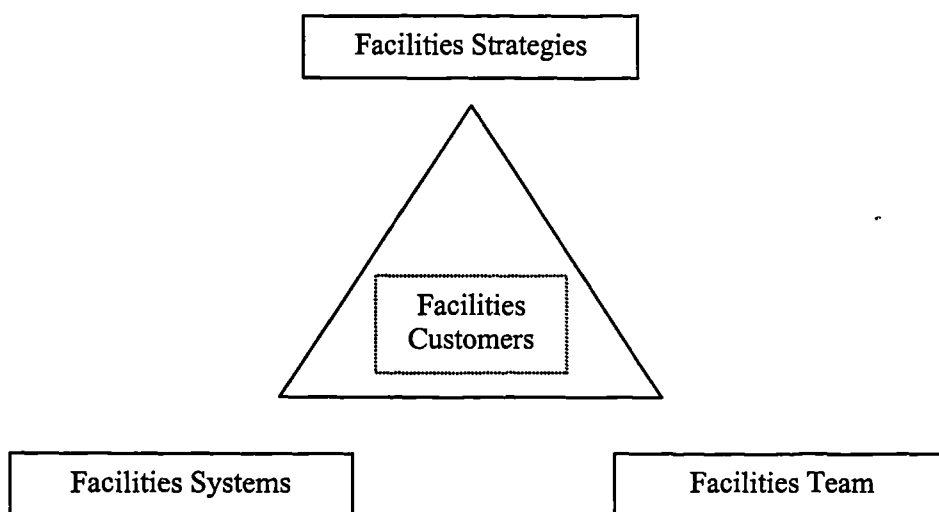 Facilities Strategies
Facilities
Customers
Facilities Systems
Facilities Team